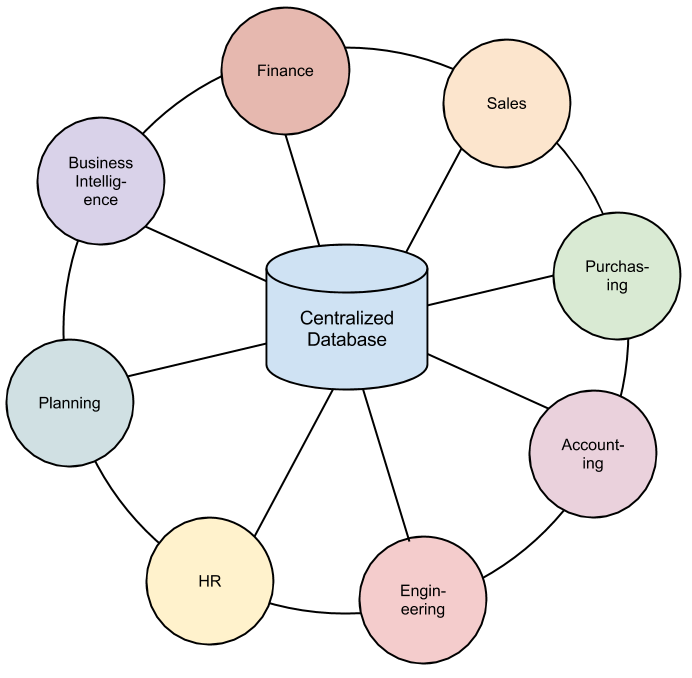 Finance
Sales
Business
Intellig-
ence
Purchas-
ing
Centralized
Database
Planning
Account-
ing
HR
Engin-
eering